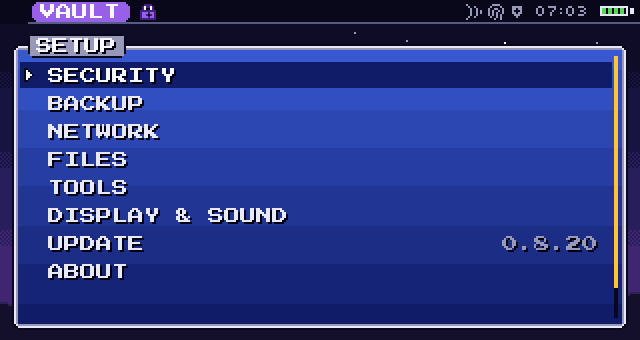 VAULT 07:03
SETUP
SECURITY
BACKUP
NETWORK
FILES
TOOLS
DISPLAY & SOUND
UPDATE 0.8.20
ABOUT